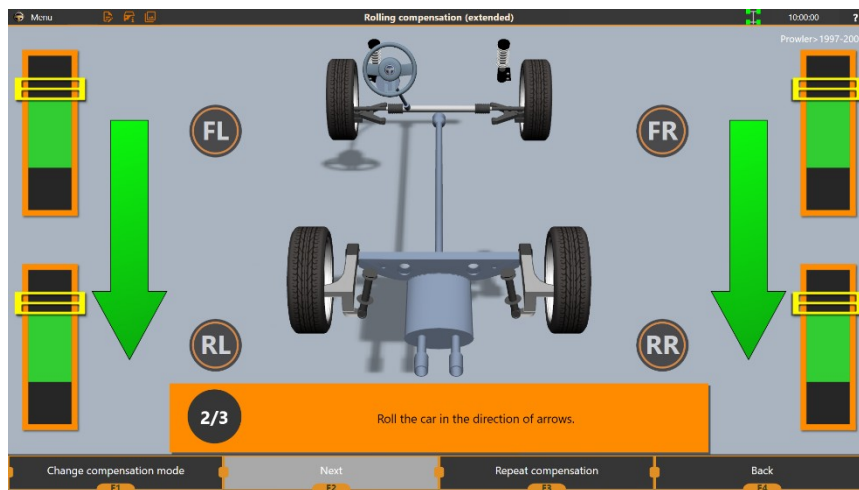 Menu
Rolling compensation (extended)
10:00:00
?
Prowler>1997-200
FL
FR
RL
RR
2/3
Roll the car in the direction of arrows.
Change compensation mode
Next
Repeat compensation
Back
F1
F2
F3
F4